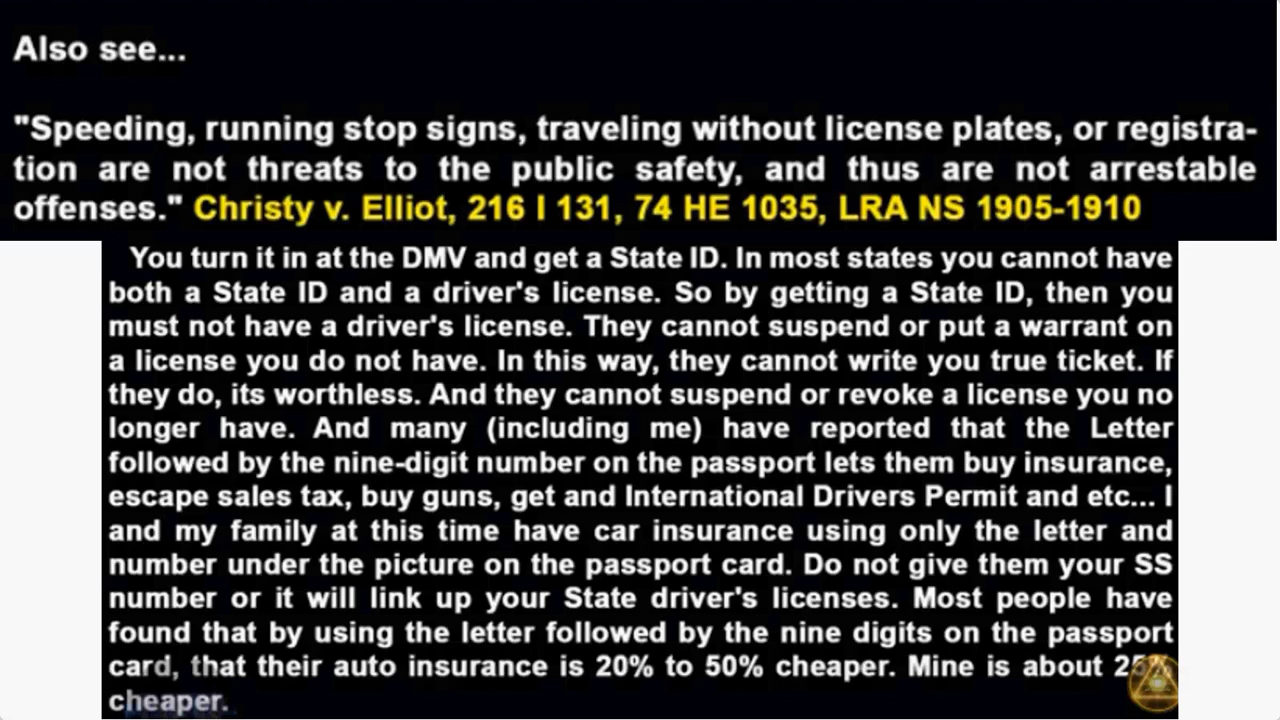 Also see...
"Speeding, running stop signs, traveling without license plates, or registra-
tion are not threats to the public safety, and thus are not arrestable
offenses." Christy v. Elliot, 216 I 131, 74 HE 1035, LRA NS 1905-1910
You turn it in at the DMV and get a State ID. In most states you cannot have
both a State ID and a driver's license. So by getting a State ID, then you
must not have a driver's license. They cannot suspend or put a warrant on
a license you do not have. In this way, they cannot write you true ticket. If
they do, its worthless. And they cannot suspend or revoke a license you no
longer have. And many (including me) have reported that the Letter
followed by the nine-digit number on the passport lets them buy insurance,
escape sales tax, buy guns, get and International Drivers Permit and etc... I
and my family at this time have car insurance using only the letter and
number under the picture on the passport card. Do not give them your SS
number or it will link up your State driver's licenses. Most people have
found that by using the letter followed by the nine digits on the passport
card, that their auto insurance is 20% to 50% cheaper. Mine is about 25%
cheaper.